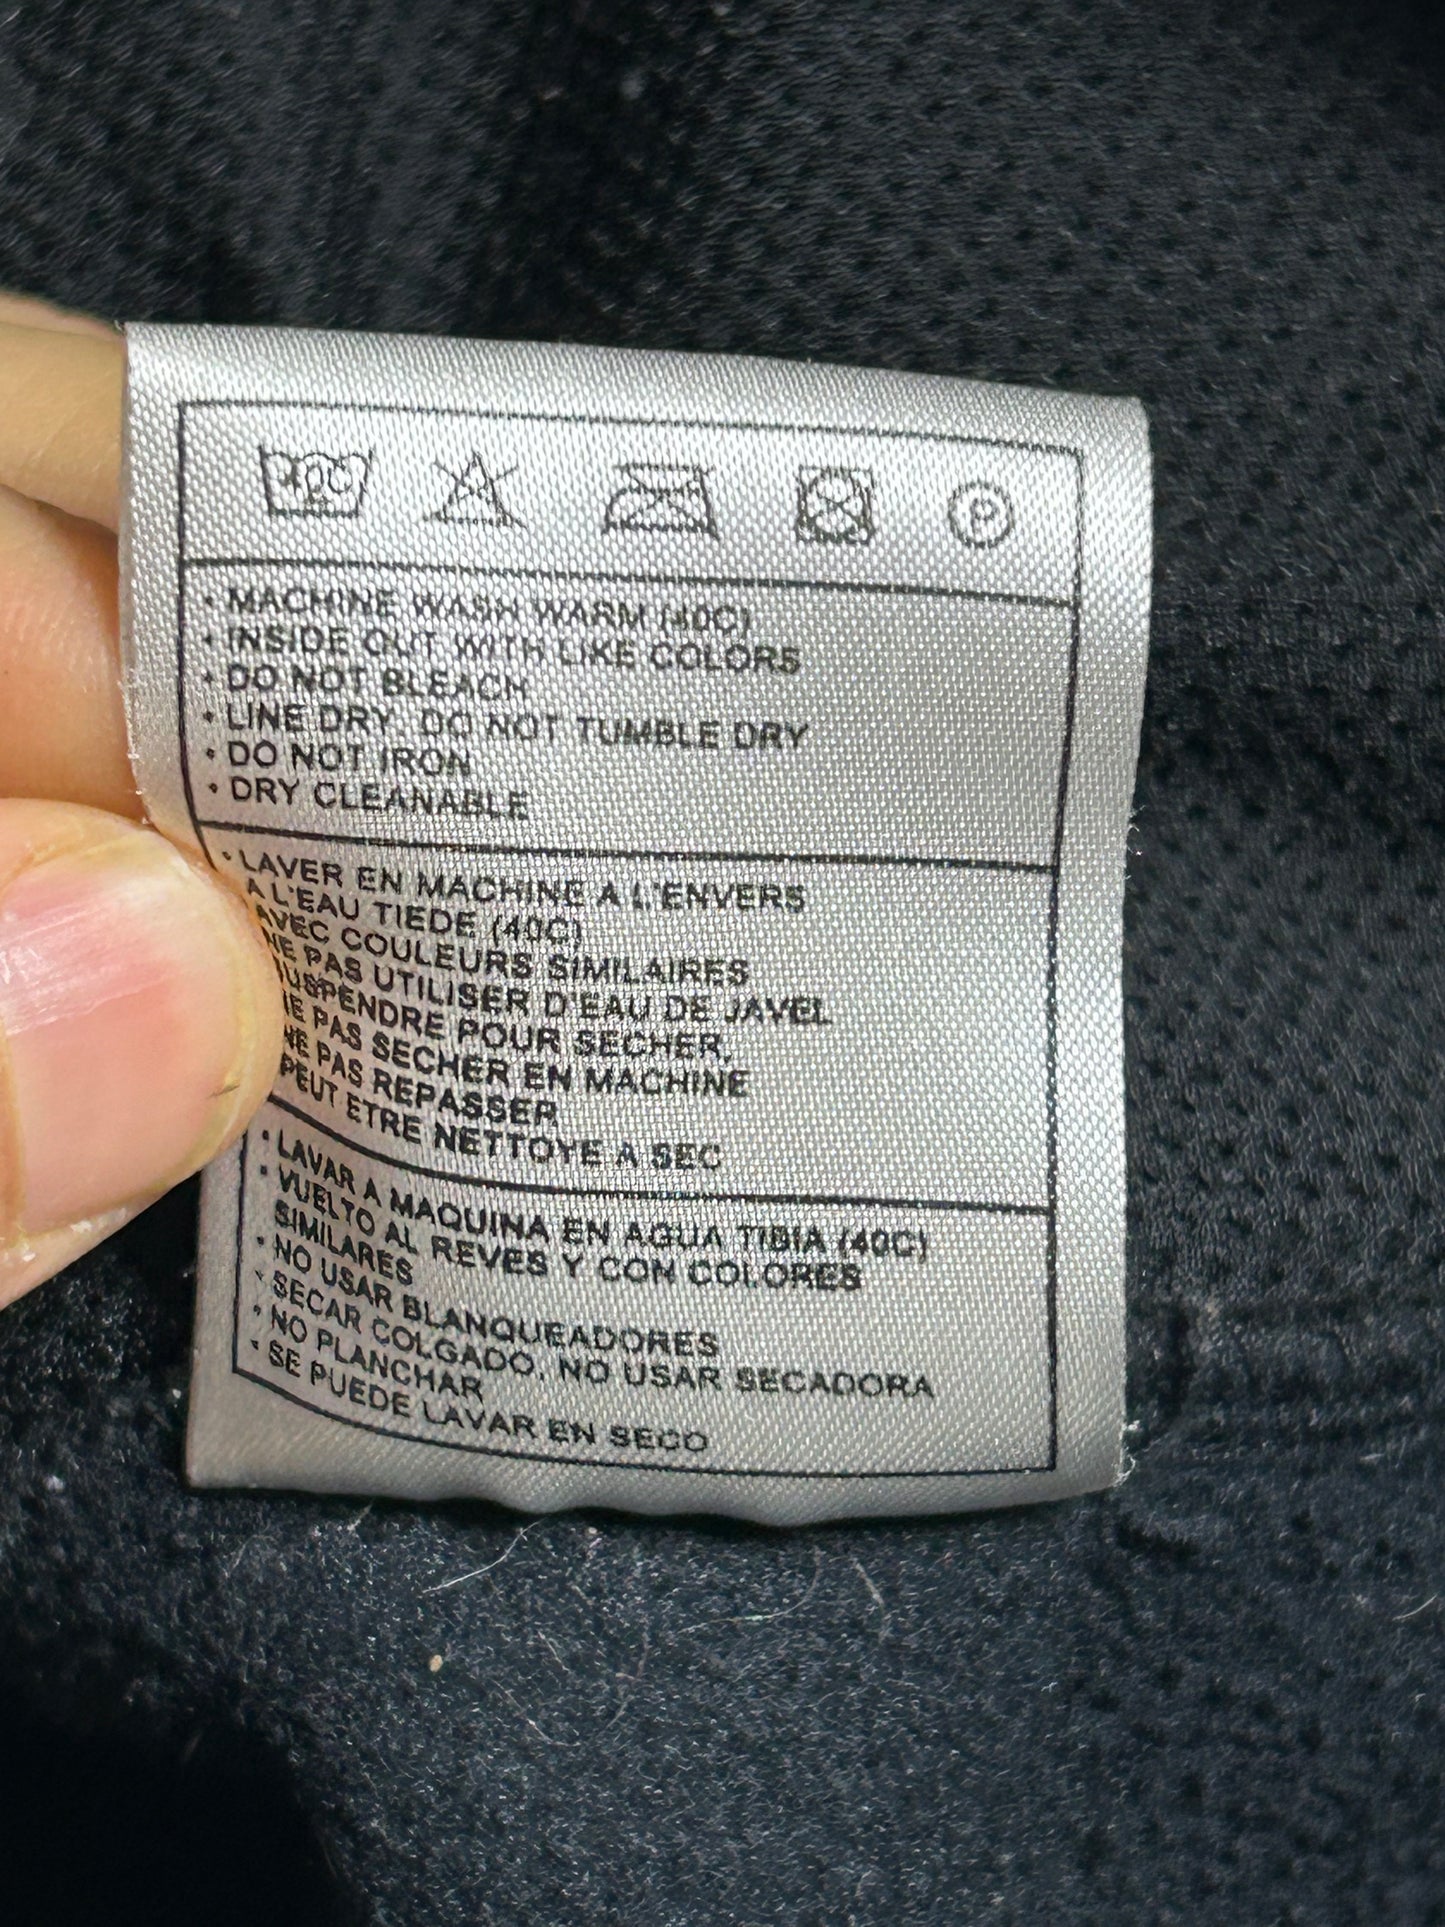 40C
P
• MACHINE WASH WARM (40C)
• INSIDE OUT WITH LIKE COLORS
• DO NOT BLEACH
• LINE DRY. DO NOT TUMBLE DRY
• DO NOT IRON
• DRY CLEANABLE
• LAVER EN MACHINE A L'ENVERS
A L'EAU TIEDE (40C)
AVEC COULEURS SIMILAIRES
NE PAS UTILISER D'EAU DE JAVEL
SUSPENDRE POUR SECHER,
NE PAS SECHER EN MACHINE
NE PAS REPASSER
PEUT ETRE NETTOYE A SEC
• LAVAR A MAQUINA EN AGUA TIBIA (40C)
• VUELTO AL REVES Y CON COLORES
SIMILARES
• NO USAR BLANQUEADORES
• SECAR COLGADO, NO USAR SECADORA
• NO PLANCHAR
• SE PUEDE LAVAR EN SECO